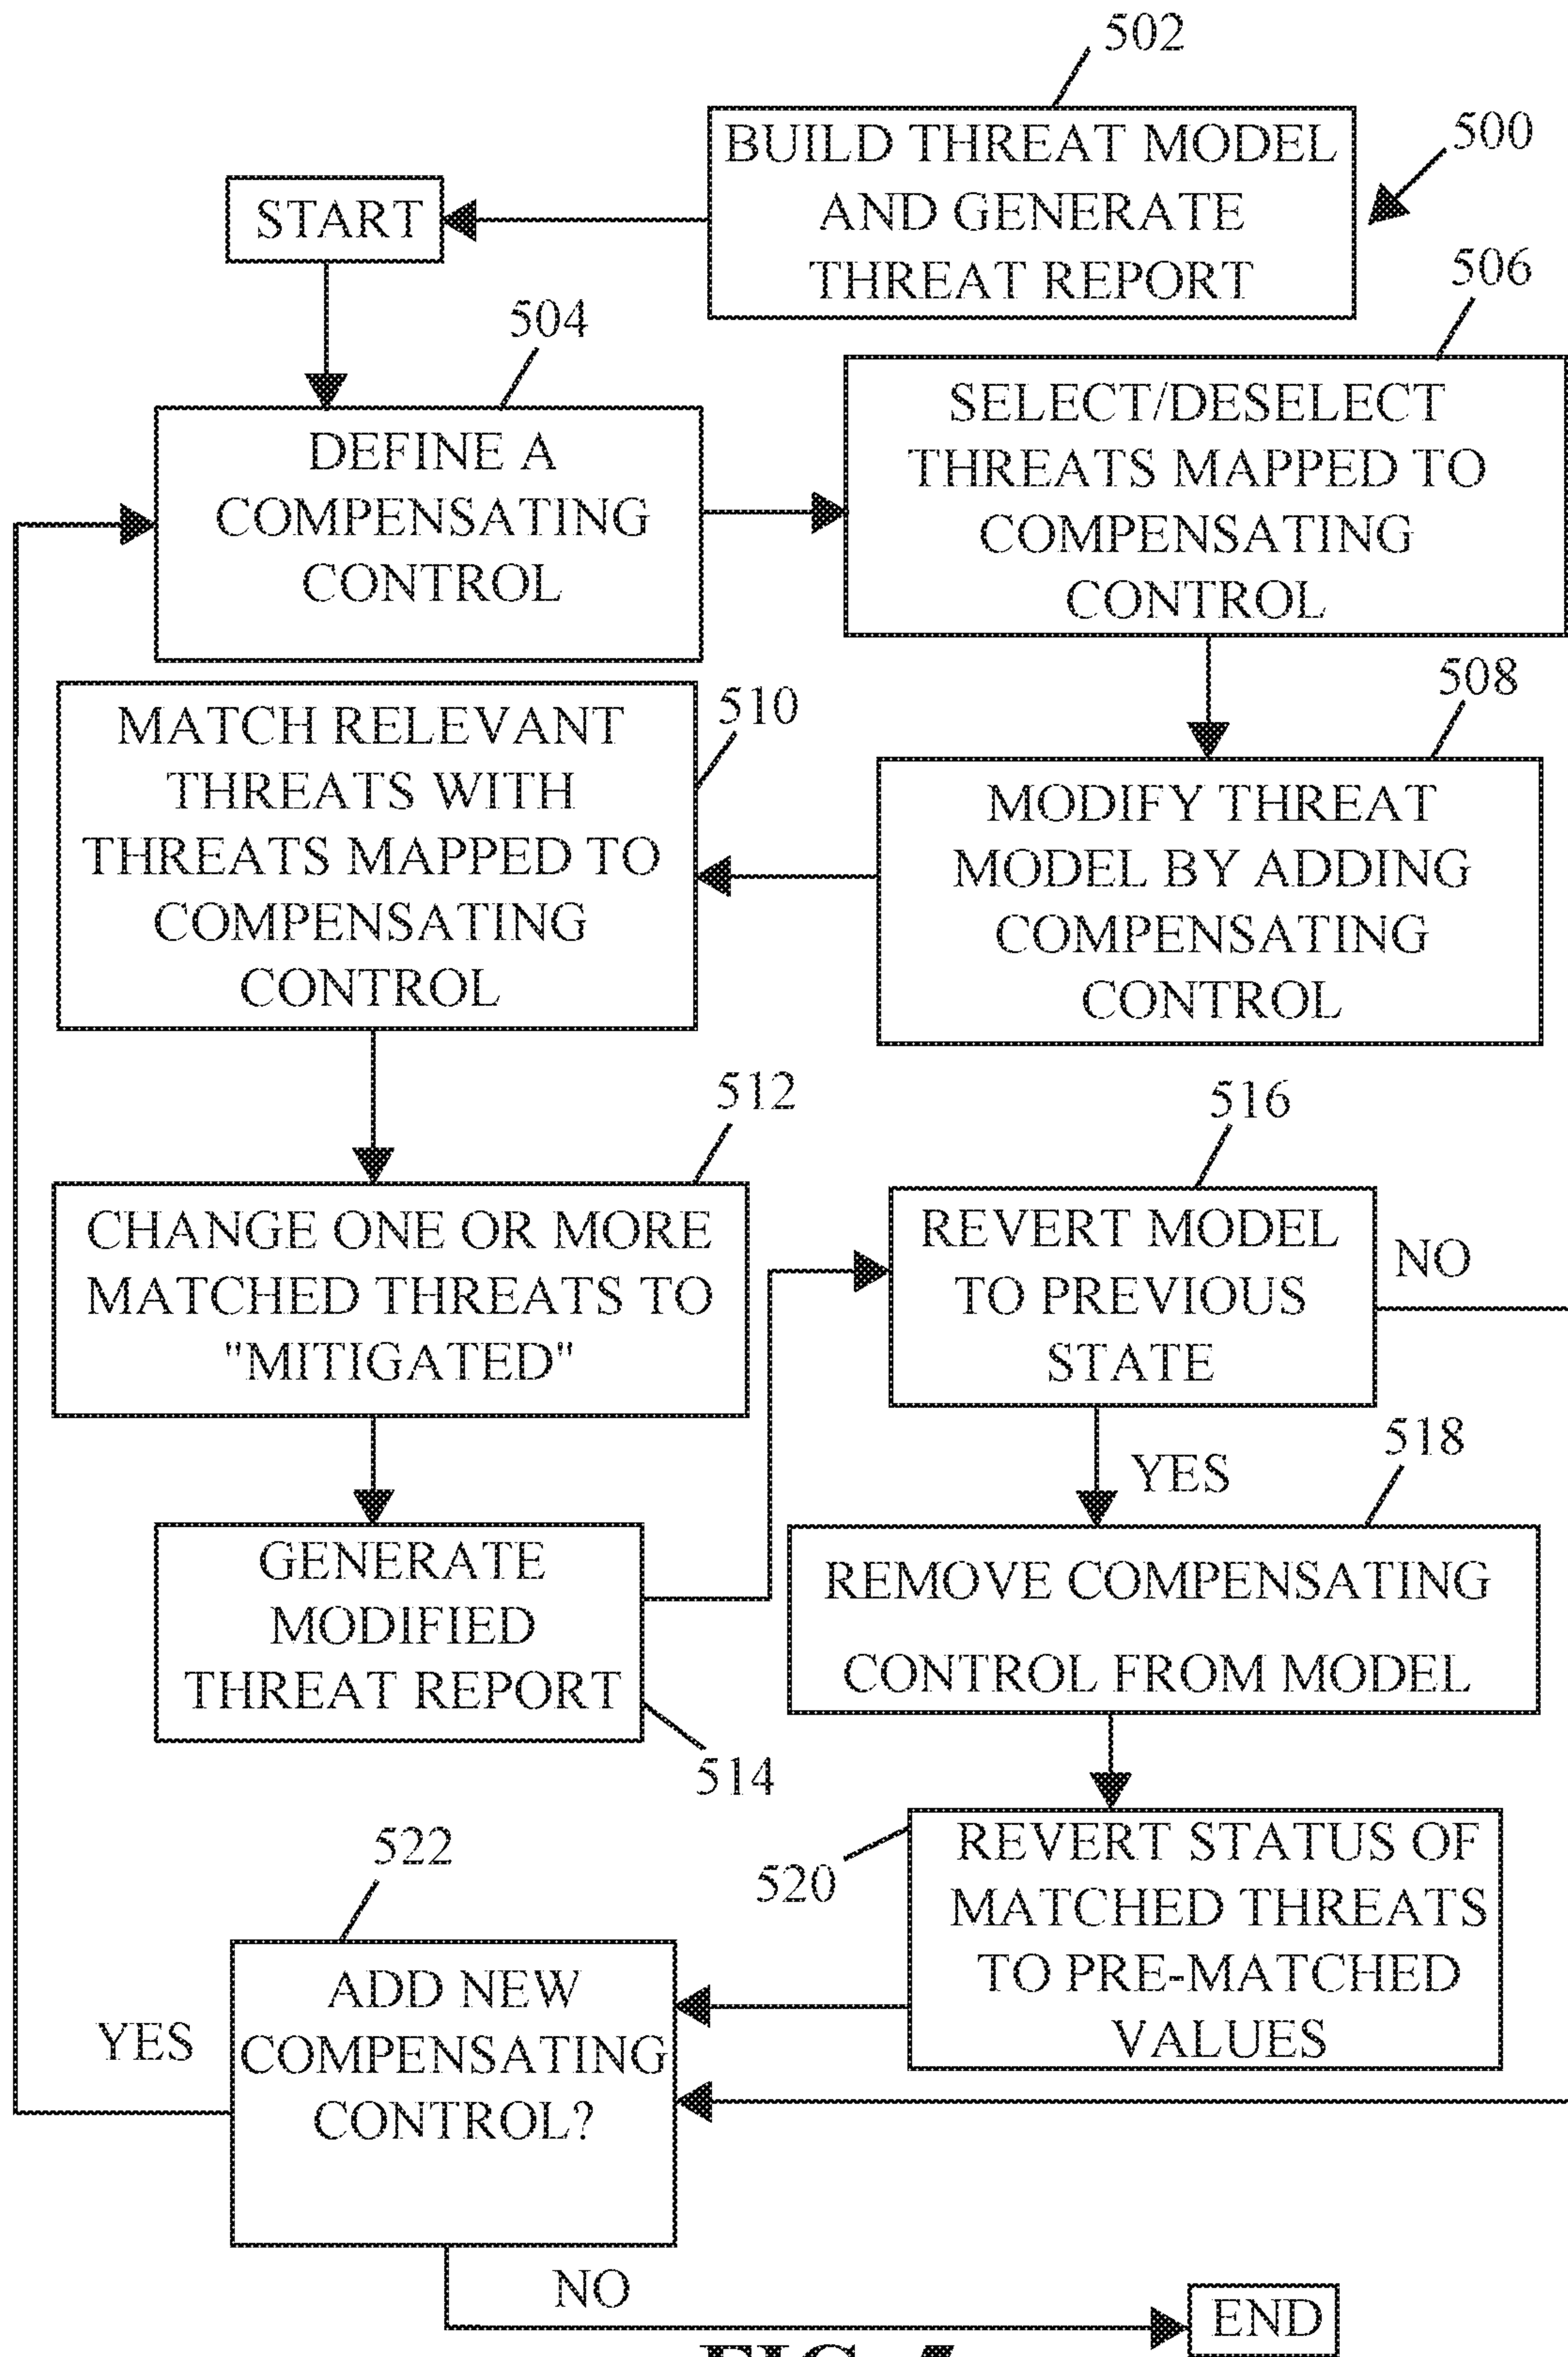 502
BUILD THREAT MODEL
AND GENERATE
THREAT REPORT
500
START
504
DEFINE A
COMPENSATING
CONTROL
506
SELECT/DESELECT
THREATS MAPPED TO
COMPENSATING
CONTROL
508
MODIFY THREAT
MODEL BY ADDING
COMPENSATING
CONTROL
510
MATCH RELEVANT
THREATS WITH
THREATS MAPPED TO
COMPENSATING
CONTROL
512
CHANGE ONE OR MORE
MATCHED THREATS TO
"MITIGATED"
GENERATE
MODIFIED
THREAT REPORT
514
516
REVERT MODEL
TO PREVIOUS
STATE
NO
YES
518
REMOVE COMPENSATING
CONTROL FROM MODEL
520
REVERT STATUS OF
MATCHED THREATS
TO PRE-MATCHED
VALUES
522
ADD NEW
COMPENSATING
CONTROL?
YES
NO
END